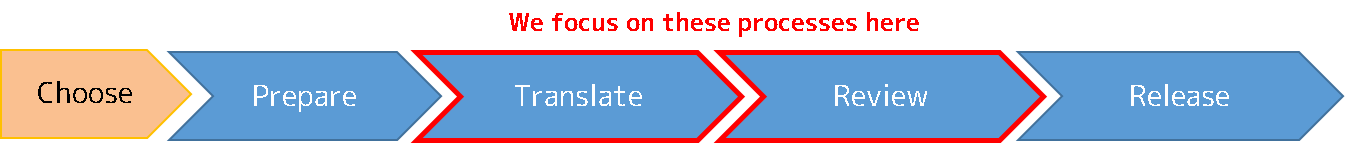 We focus on these processes here
Choose
Prepare
Translate
Review
Release